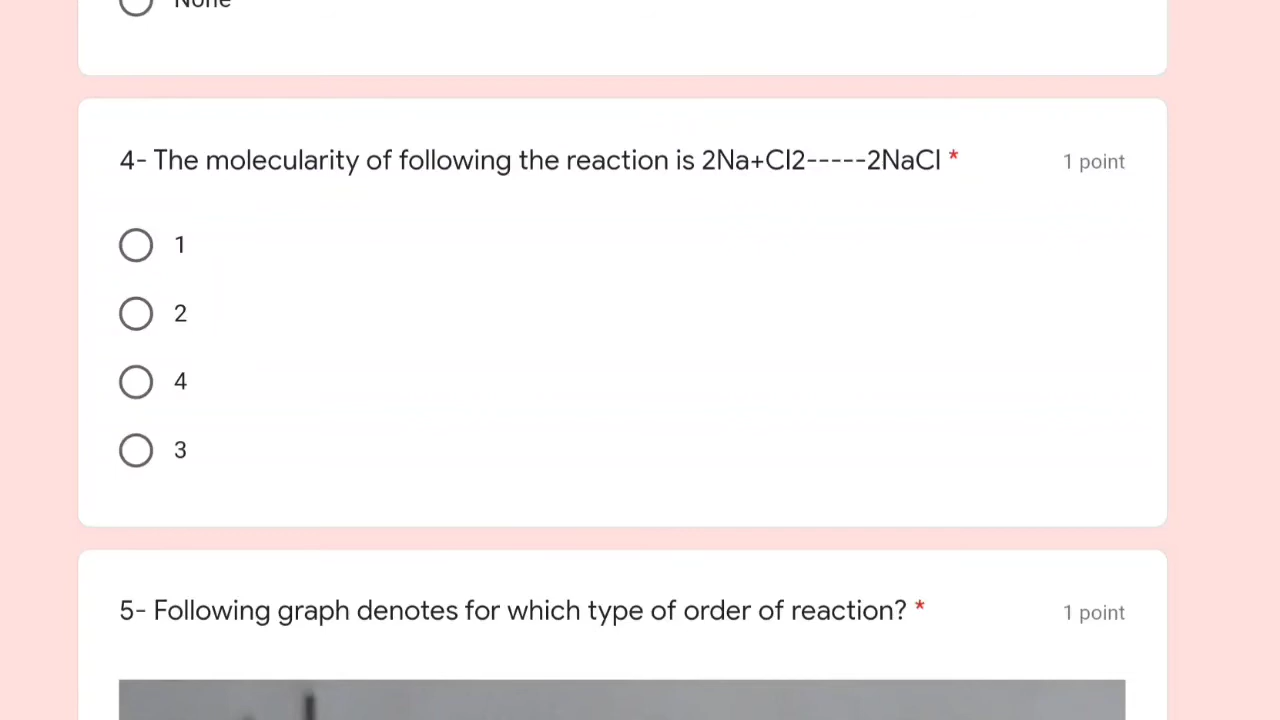 None
4- The molecularity of following the reaction is 2Na+Cl2-----2NaCl * 1 point
1
2
4
3
5- Following graph denotes for which type of order of reaction? * 1 point